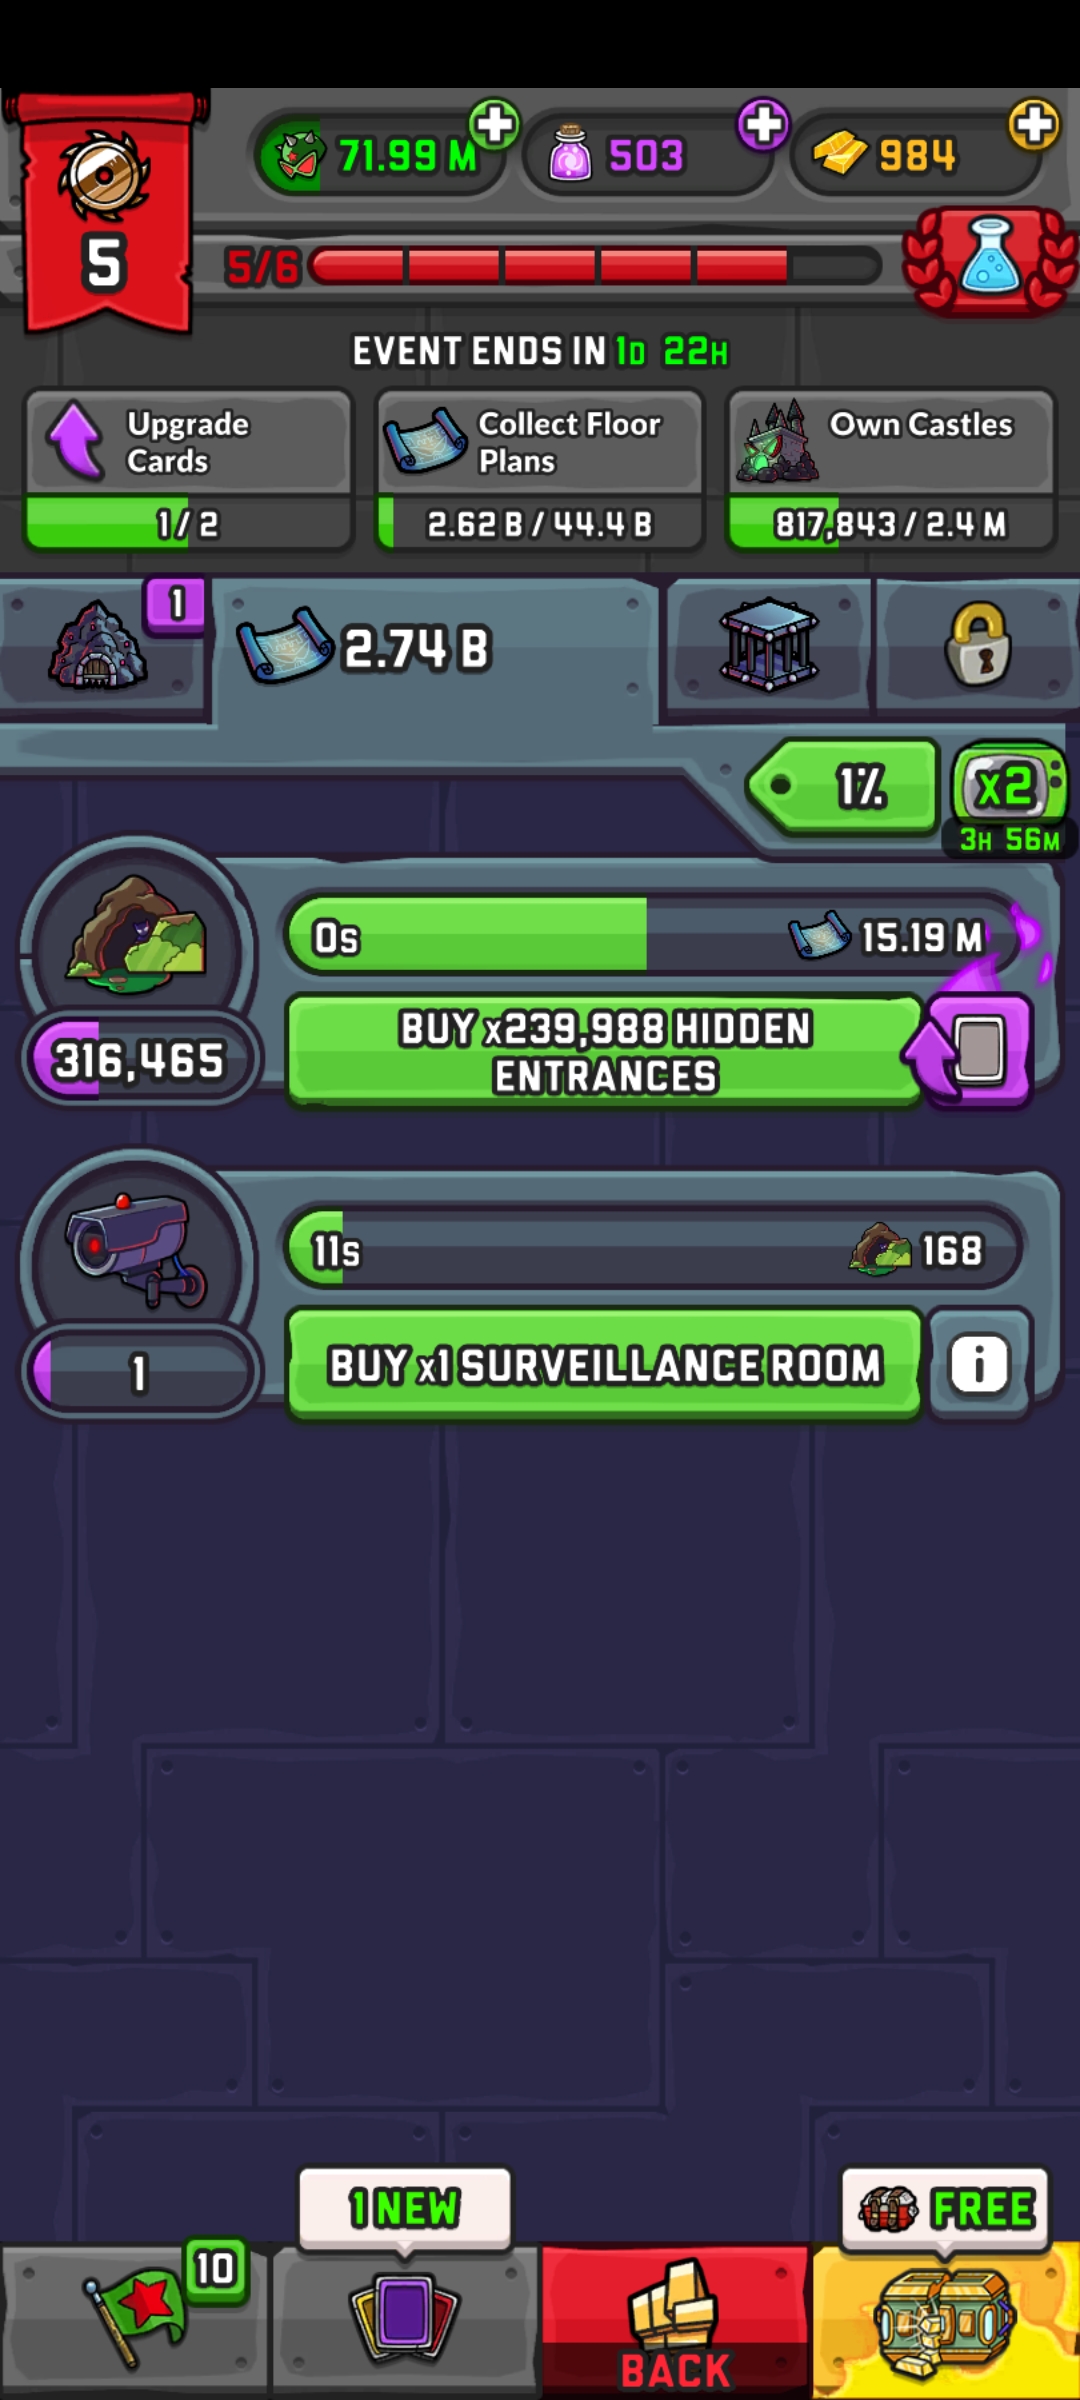 71.99 M
503
984
5
5/6
EVENT ENDS IN 1D 22H
Upgrade
Cards
1/2
Collect Floor
Plans
2.62 B/44.4 B
Own Castles
817,843/2.4 M
1
2.74 B
1%
x2
3H 56M
0s
15.19 M
316,465
BUY x239,988 HIDDEN
ENTRANCES
11s
168
1
BUY x1 SURVEILLANCE ROOM
i
1 NEW
FREE
10
BACK